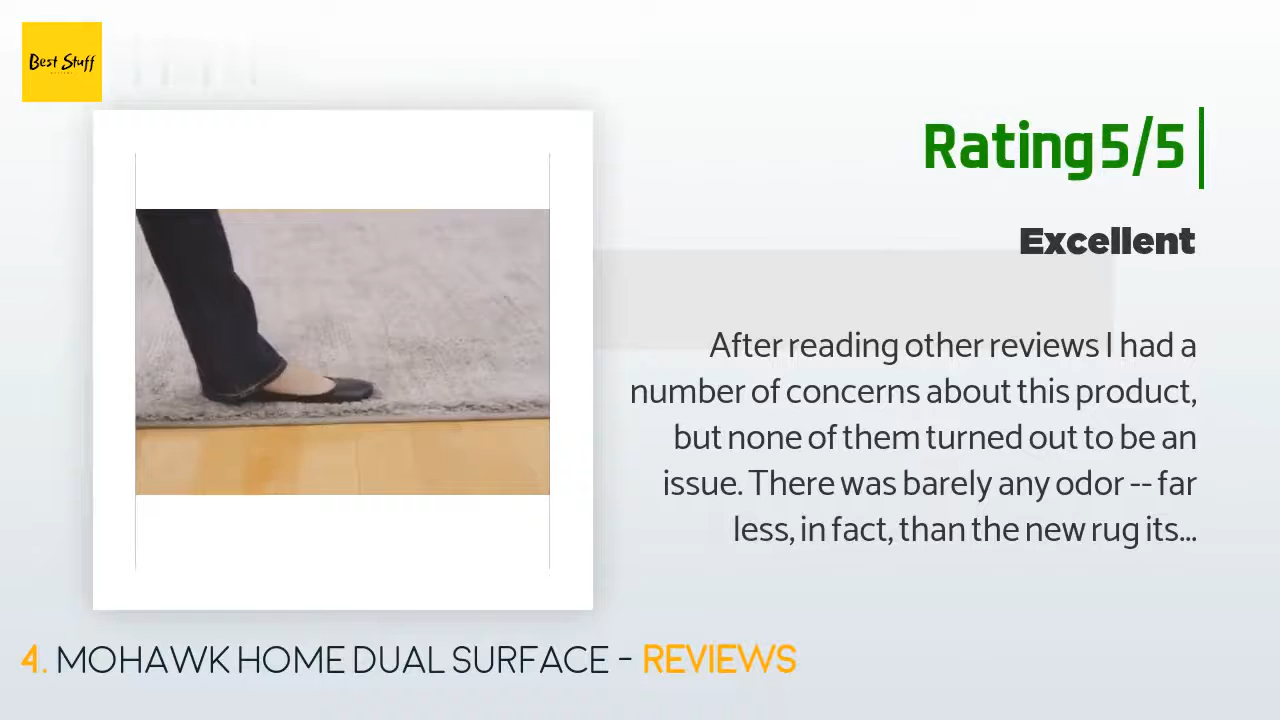 Best Stuff
Rating 5/5
Excellent
After reading other reviews I had a
number of concerns about this product,
but none of them turned out to be an
issue. There was barely any odor -- far
less, in fact, than the new rug its...
4. MOHAWK HOME DUAL SURFACE - REVIEWS